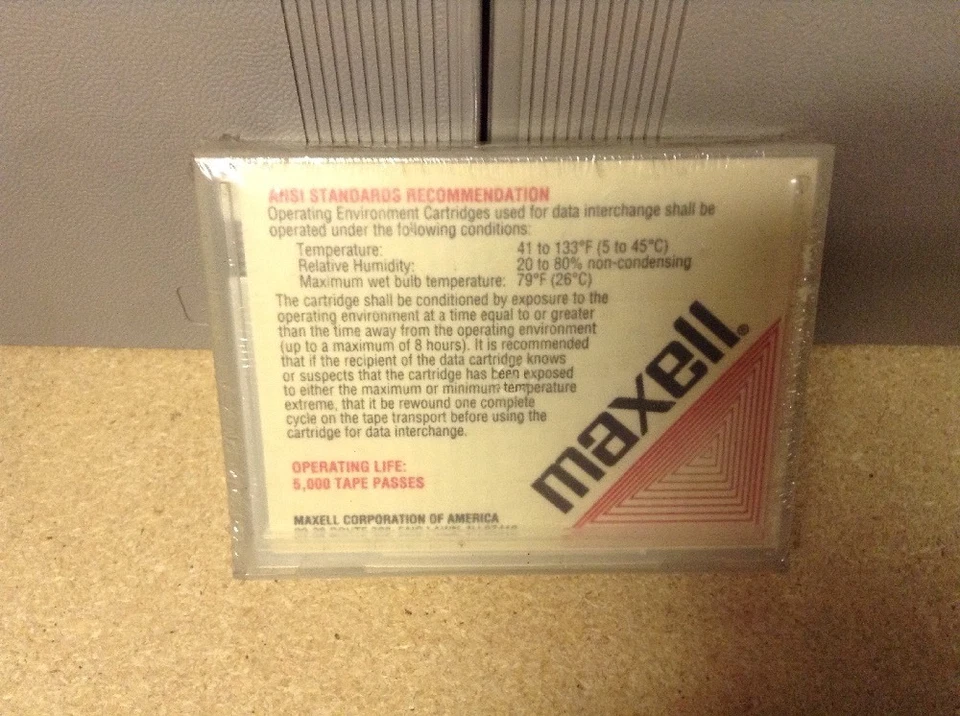 ANSI STANDARDS RECOMMENDATION
Operating Environment Cartridges used for data interchange shall be
operated under the following conditions:
Temperature: 41 to 133°F (5 to 45°C)
Relative Humidity: 20 to 80% non-condensing
Maximum wet bulb temperature: 79°F (26°C)
The cartridge shall be conditioned by exposure to the
operating environment at a time equal to or greater
than the time away from the operating environment
(up to a maximum of 8 hours). It is recommended
that if the recipient of the data cartridge knows
or suspects that the cartridge has been exposed
to either the maximum or minimum temperature
extreme, that it be rewound one complete
cycle on the tape transport before using the
cartridge for data interchange.
maxell®
OPERATING LIFE:
5,000 TAPE PASSES
MAXELL CORPORATION OF AMERICA